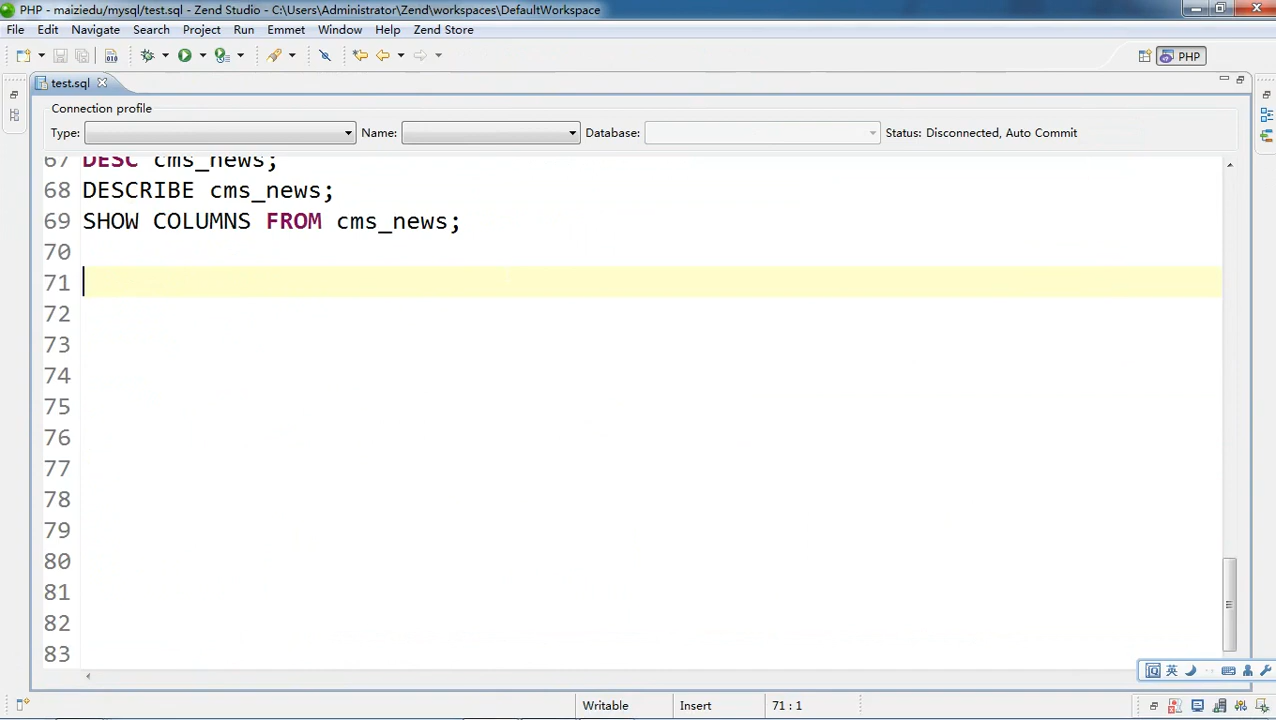 PHP - maiziedu/mysql/test.sql - Zend Studio - C:\Users\Administrator\Zend\workspaces\DefaultWorkspace
File Edit Navigate Search Project Run Emmet Window Help Zend Store
PHP
test.sql
Connection profile
Type: Name: Database: Status: Disconnected, Auto Commit
67 DESC cms_news;
68 DESCRIBE cms_news;
69 SHOW COLUMNS FROM cms_news;
70
71
72
73
74
75
76
77
78
79
80
81
82
83
英
Writable Insert 71 : 1